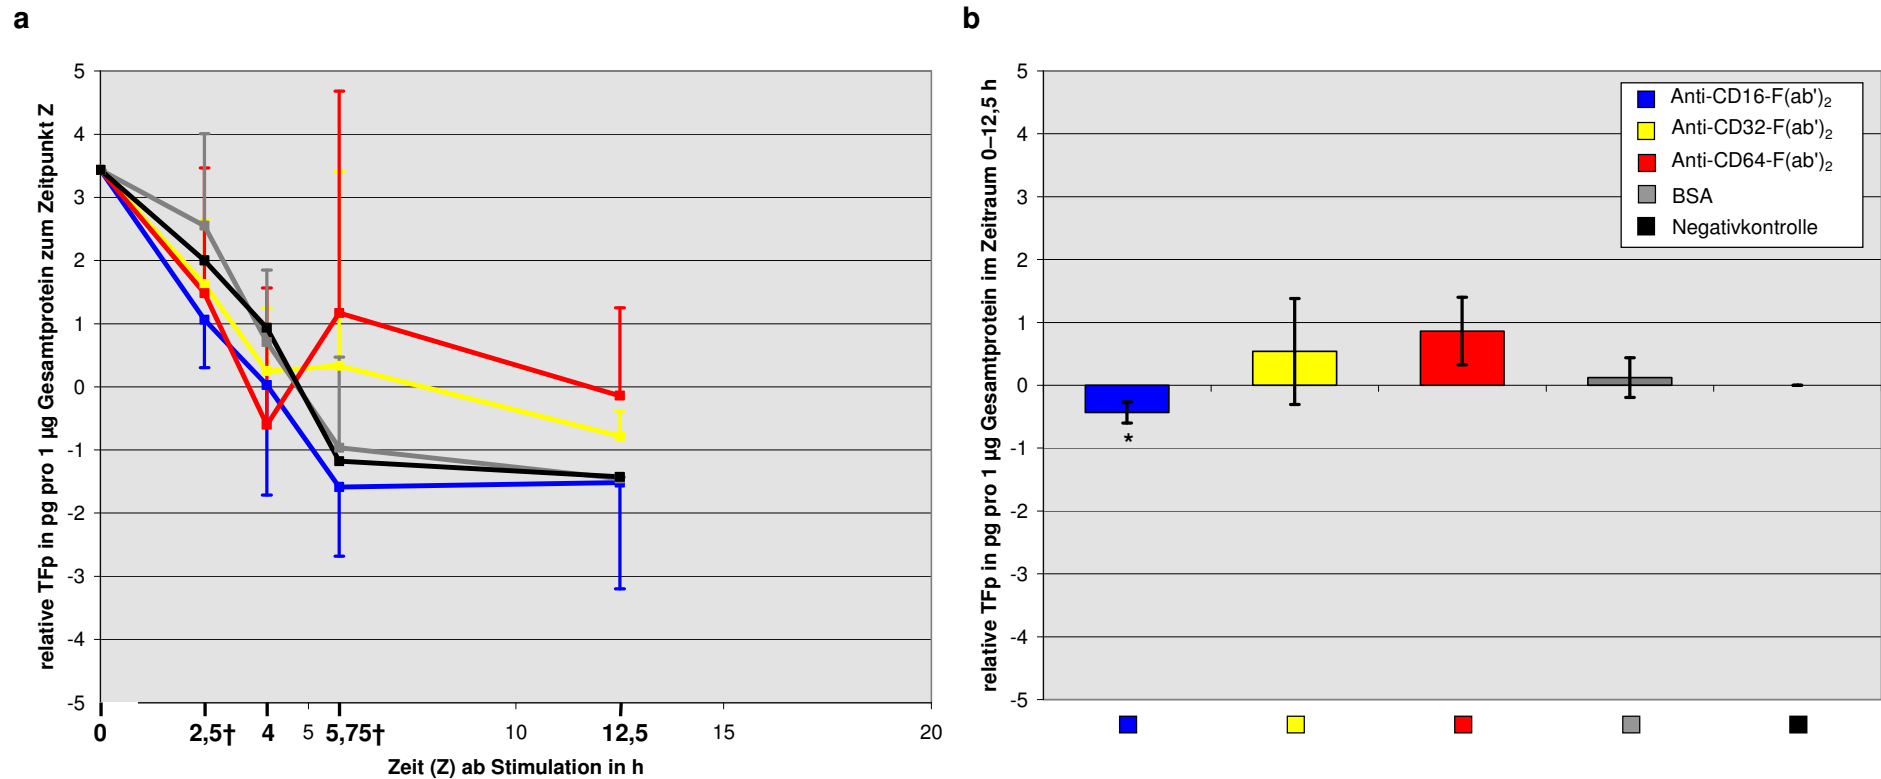 a
relative TFp in pg pro 1 µg Gesamtprotein zum Zeitpunkt Z
5
4
3
2
1
0
-1
-2
-3
-4
-5
0 2,5† 4 5 5,75† 10 12,5 15 20
Zeit (Z) ab Stimulation in h
b
relative TFp in pg pro 1 µg Gesamtprotein im Zeitraum 0–12,5 h
5
4
3
2
1
0
-1
-2
-3
-4
-5
*
Anti-CD16-F(ab')₂
Anti-CD32-F(ab')₂
Anti-CD64-F(ab')₂
BSA
Negativkontrolle